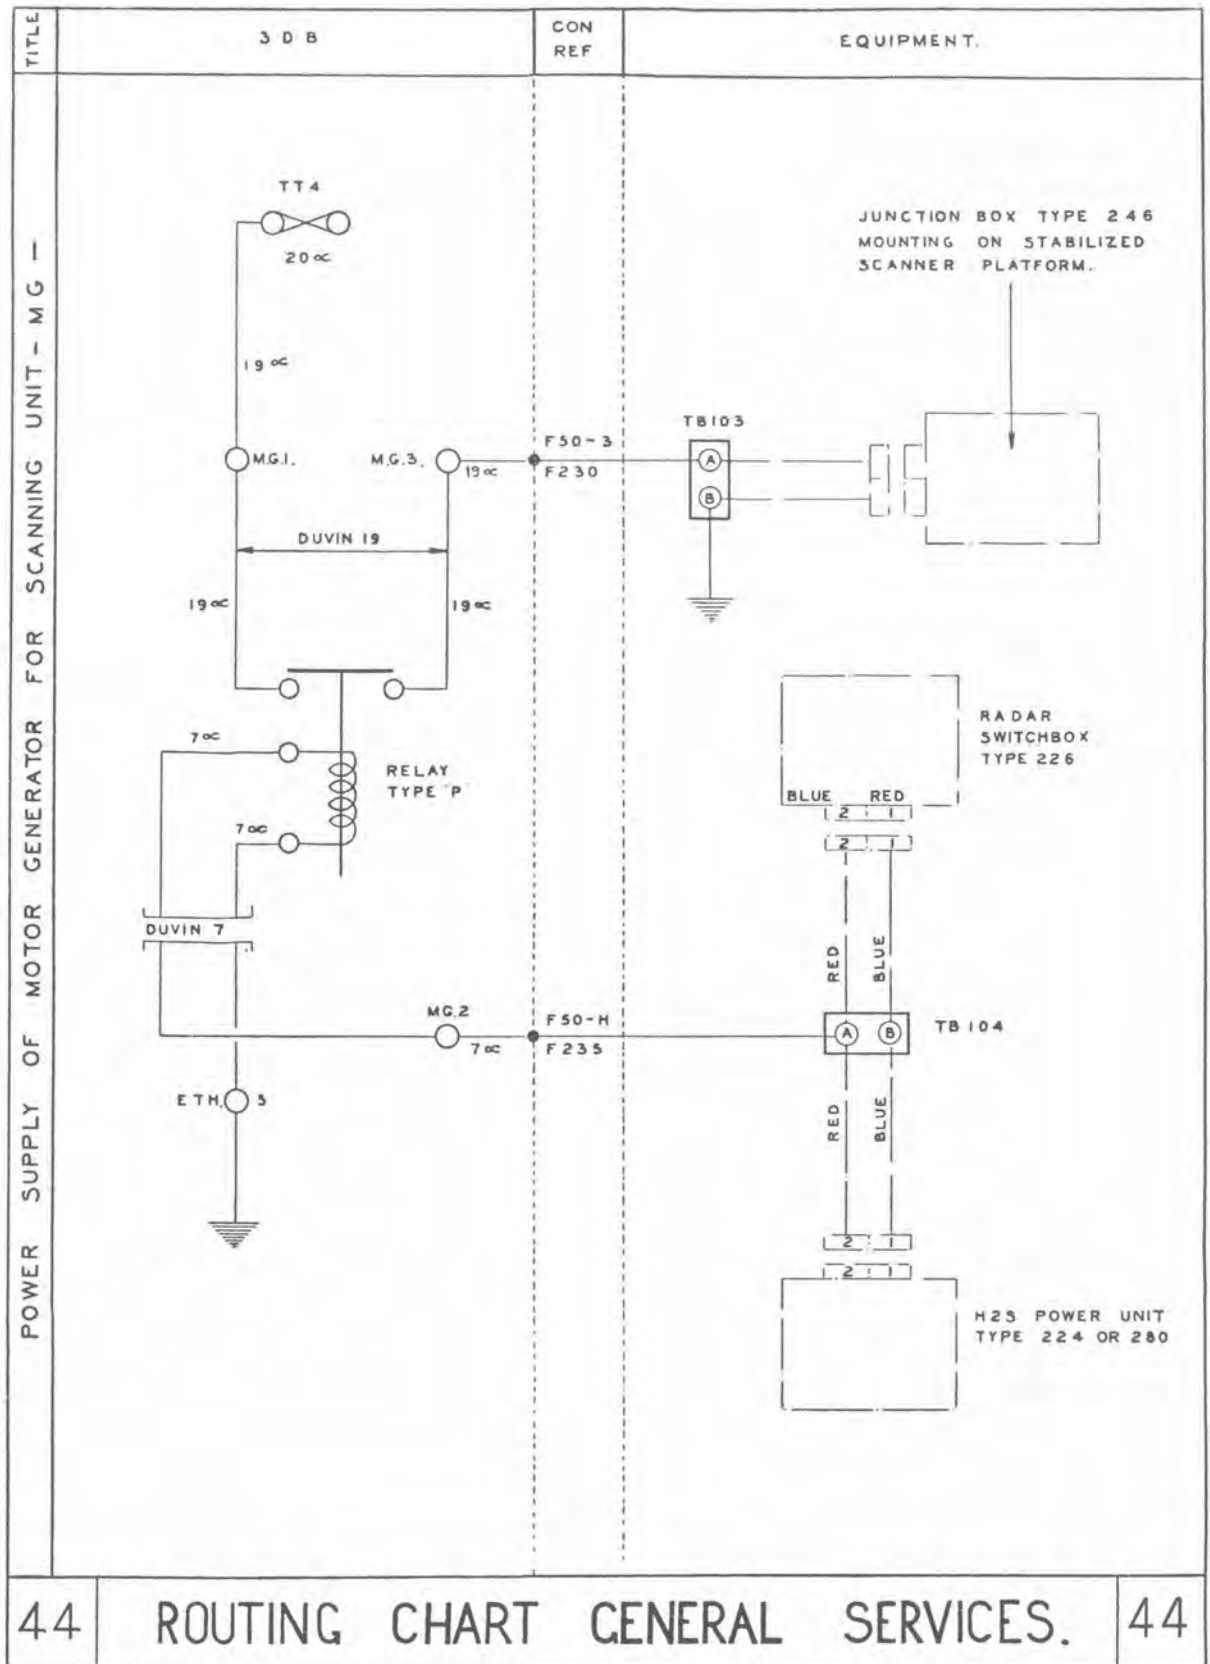 TITLE
3 D B
CON
REF
EQUIPMENT.
POWER SUPPLY OF MOTOR GENERATOR FOR SCANNING UNIT - MG -
TT4
20 ∝
JUNCTION BOX TYPE 246
MOUNTING ON STABILIZED
SCANNER PLATFORM.
19 ∝
TB103
M.G.1.
M.G.3.
19 ∝
F50-3
F230
A
B
DUVIN 19
19 ∝
19 ∝
RADAR
SWITCHBOX
TYPE 226
7 ∝
RELAY
TYPE 'P'
BLUE RED
2 1
2 1
7 ∝
DUVIN 7
RED
BLUE
MG.2
7 ∝
F50-H
F235
A
B
TB 104
ETH. 5
RED
BLUE
2 1
2 1
H2S POWER UNIT
TYPE 224 OR 280
44 ROUTING CHART GENERAL SERVICES. 44